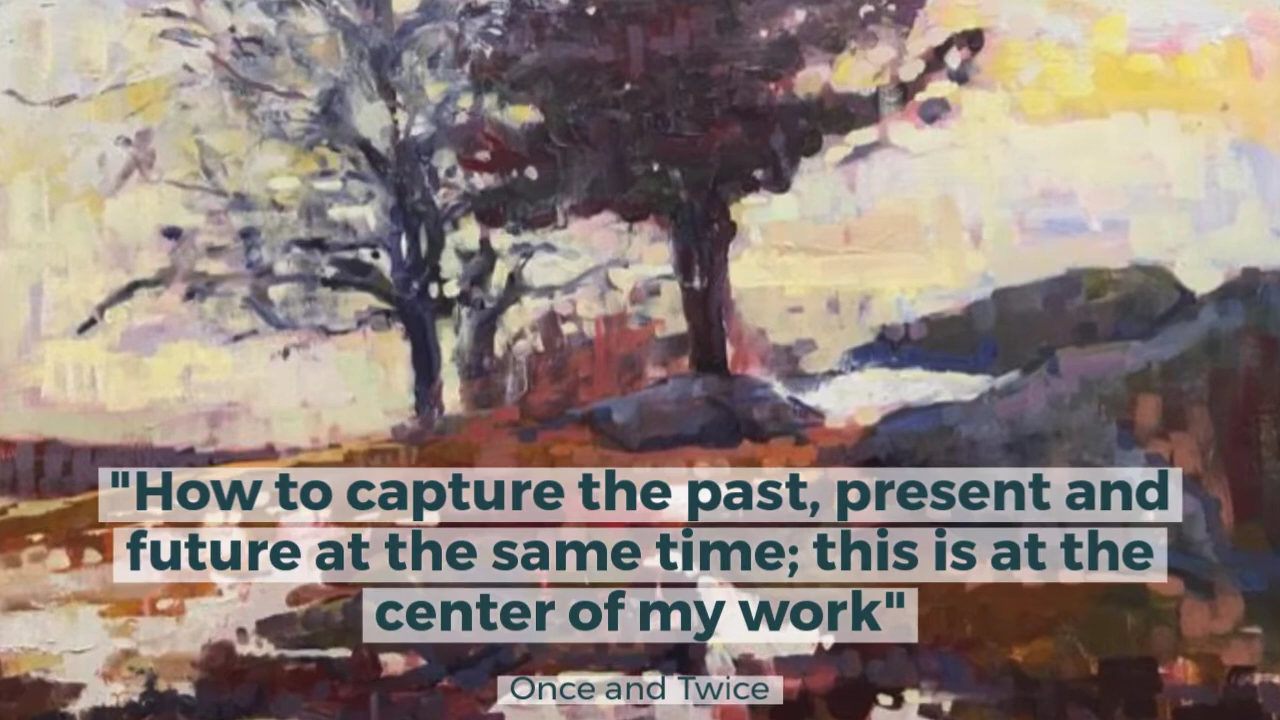 "How to capture the past, present and
future at the same time; this is at the
center of my work"
Once and Twice